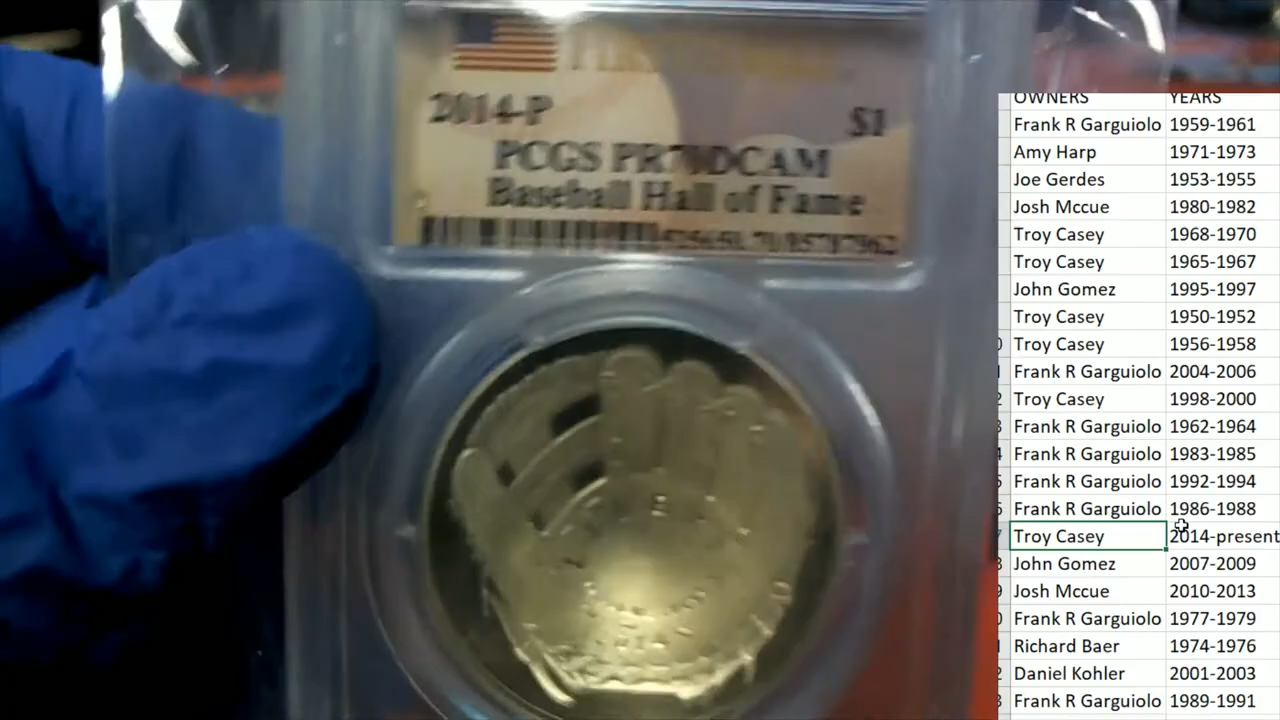 2014-P $1
PCGS PR70DCAM
Baseball Hall of Fame
OWNERS YEARS
Frank R Garguiolo 1959-1961
Amy Harp 1971-1973
Joe Gerdes 1953-1955
Josh Mccue 1980-1982
Troy Casey 1968-1970
Troy Casey 1965-1967
John Gomez 1995-1997
Troy Casey 1950-1952
Troy Casey 1956-1958
Frank R Garguiolo 2004-2006
Troy Casey 1998-2000
Frank R Garguiolo 1962-1964
Frank R Garguiolo 1983-1985
Frank R Garguiolo 1992-1994
Frank R Garguiolo 1986-1988
Troy Casey 2014-present
John Gomez 2007-2009
Josh Mccue 2010-2013
Frank R Garguiolo 1977-1979
Richard Baer 1974-1976
Daniel Kohler 2001-2003
Frank R Garguiolo 1989-1991